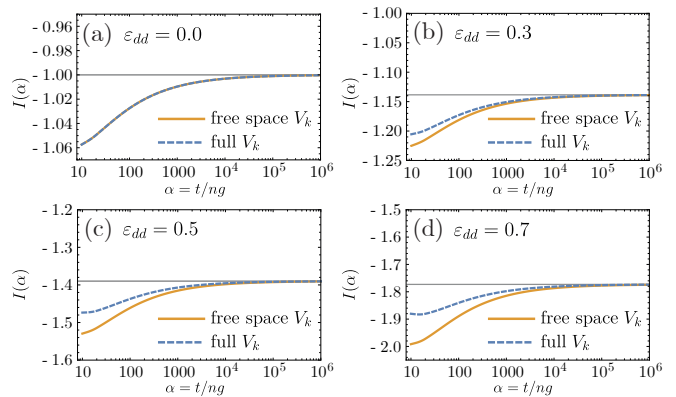 (a) ε_dd = 0.0
- 0.96
- 0.98
- 1.00
- 1.02
- 1.04
- 1.06
I(α)
free space V_k
full V_k
10 100 1000 10^4 10^5 10^6
α = t/ng
(b) ε_dd = 0.3
- 1.00
- 1.05
- 1.10
- 1.15
- 1.20
- 1.25
I(α)
free space V_k
full V_k
10 100 1000 10^4 10^5 10^6
α = t/ng
(c) ε_dd = 0.5
- 1.2
- 1.3
- 1.4
- 1.5
- 1.6
I(α)
free space V_k
full V_k
10 100 1000 10^4 10^5 10^6
α = t/ng
(d) ε_dd = 0.7
- 1.5
- 1.6
- 1.7
- 1.8
- 1.9
- 2.0
I(α)
free space V_k
full V_k
10 100 1000 10^4 10^5 10^6
α = t/ng